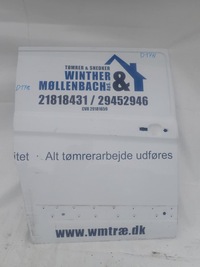 TØMRER & SNEDKER
WINTHER &
MØLLENBACH
21818431 / 29452946
itet · Alt tømrerarbejde udføres
www.wmtræ.dk